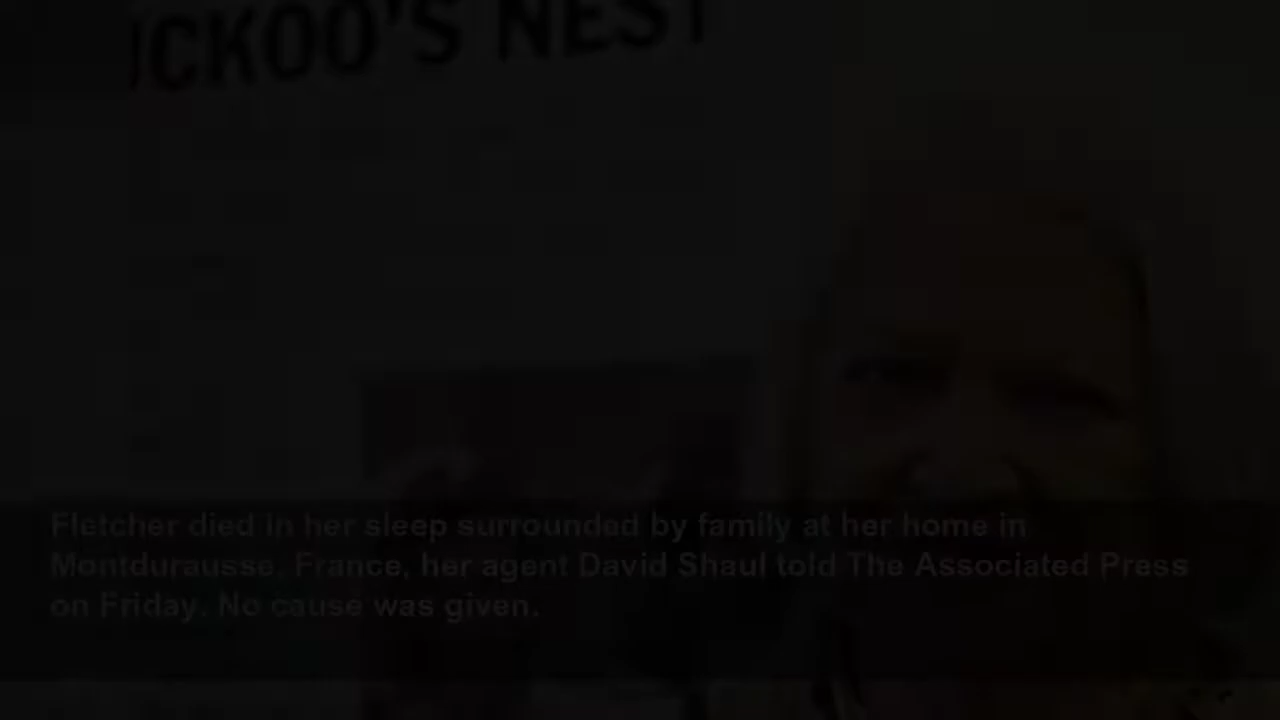 UCKOO'S NEST
Fletcher died in her sleep surrounded by family at her home in
Montdurausse, France, her agent David Shaul told The Associated Press
on Friday. No cause was given.